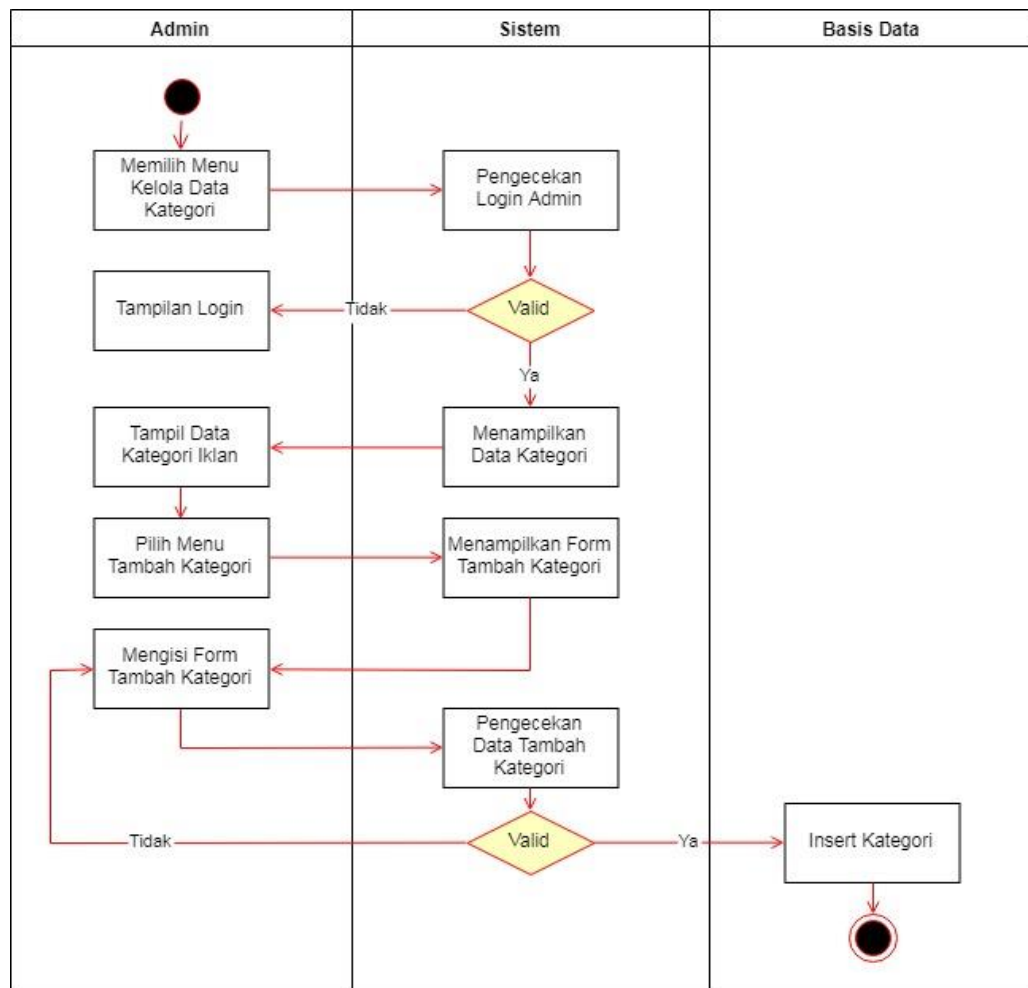 Admin
Sistem
Basis Data
Memilih Menu
Kelola Data
Kategori
Pengecekan
Login Admin
Tampilan Login
Tidak
Valid
Ya
Tampil Data
Kategori Iklan
Menampilkan
Data Kategori
Pilih Menu
Tambah Kategori
Menampilkan Form
Tambah Kategori
Mengisi Form
Tambah Kategori
Pengecekan
Data Tambah
Kategori
Tidak
Valid
Ya
Insert Kategori